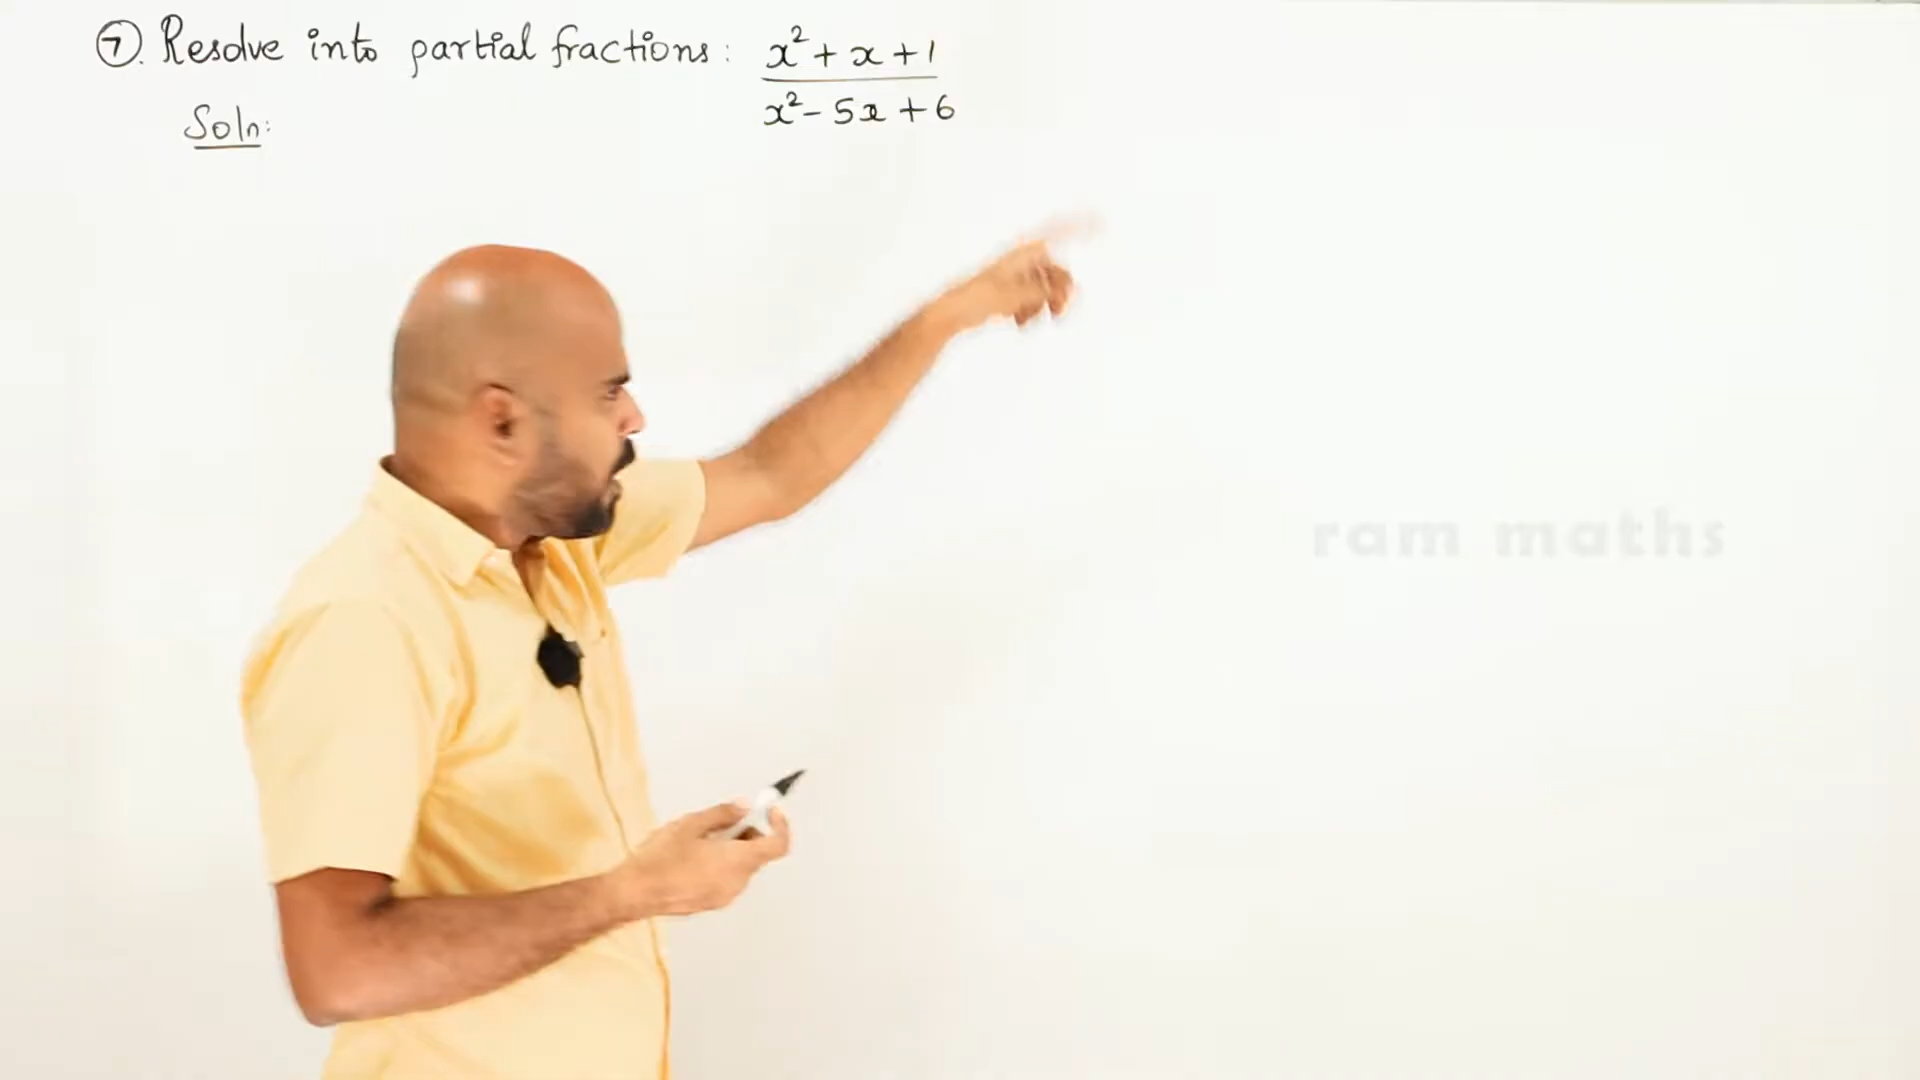 ⑦. Resolve into partial fractions: x²+x+1
x²-5x+6
Soln:
ram maths